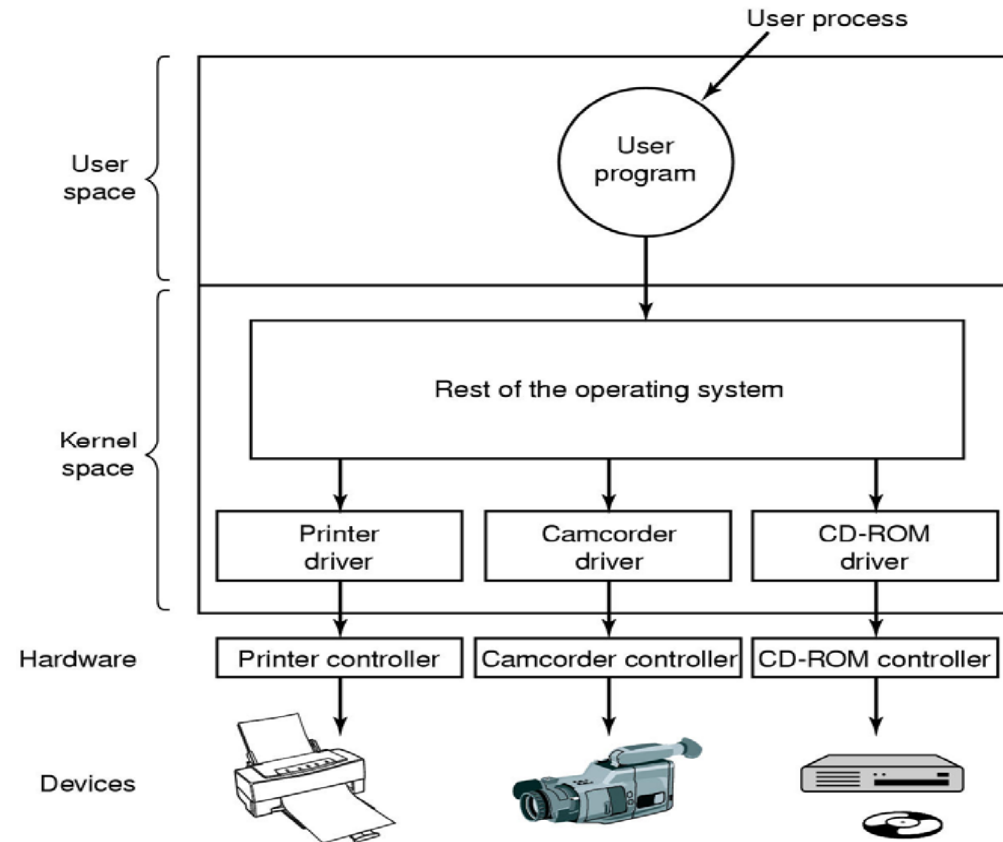 User process
User
space
User
program
Rest of the operating system
Kernel
space
Printer
driver
Camcorder
driver
CD-ROM
driver
Hardware
Printer controller
Camcorder controller
CD-ROM controller
Devices